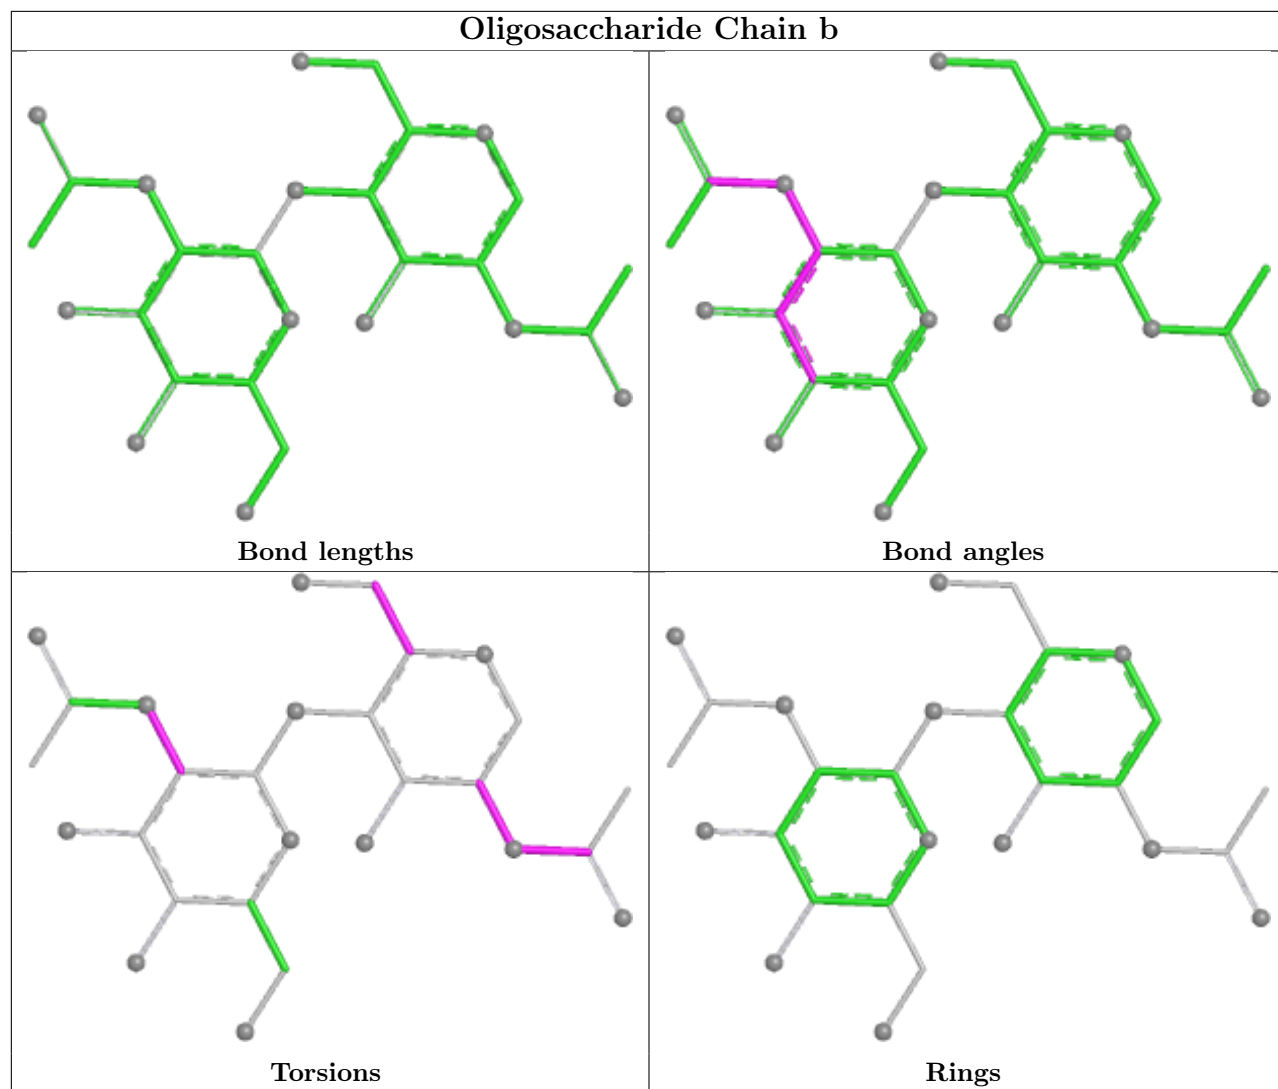 Oligosaccharide Chain b
Bond lengths
Bond angles
Torsions
Rings